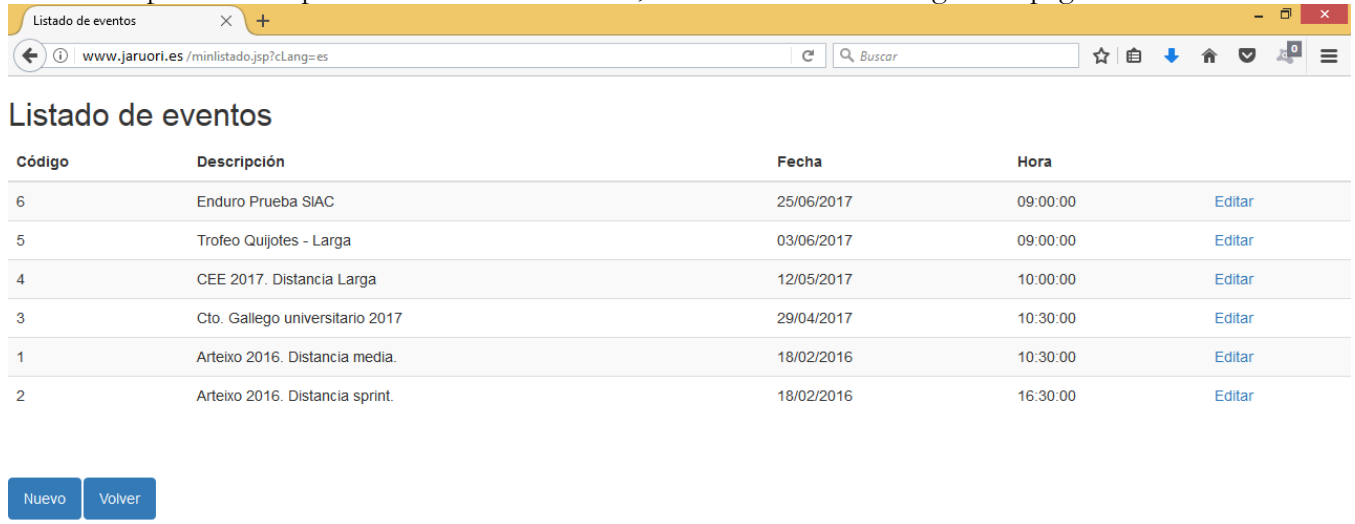 Listado de eventos
www.jaruori.es/minlistado.jsp?cLang=es Buscar 0
Listado de eventos
Código Descripción Fecha Hora
6 Enduro Prueba SIAC 25/06/2017 09:00:00 Editar
5 Trofeo Quijotes - Larga 03/06/2017 09:00:00 Editar
4 CEE 2017. Distancia Larga 12/05/2017 10:00:00 Editar
3 Cto. Gallego universitario 2017 29/04/2017 10:30:00 Editar
1 Arteixo 2016. Distancia media. 18/02/2016 10:30:00 Editar
2 Arteixo 2016. Distancia sprint. 18/02/2016 16:30:00 Editar
Nuevo Volver